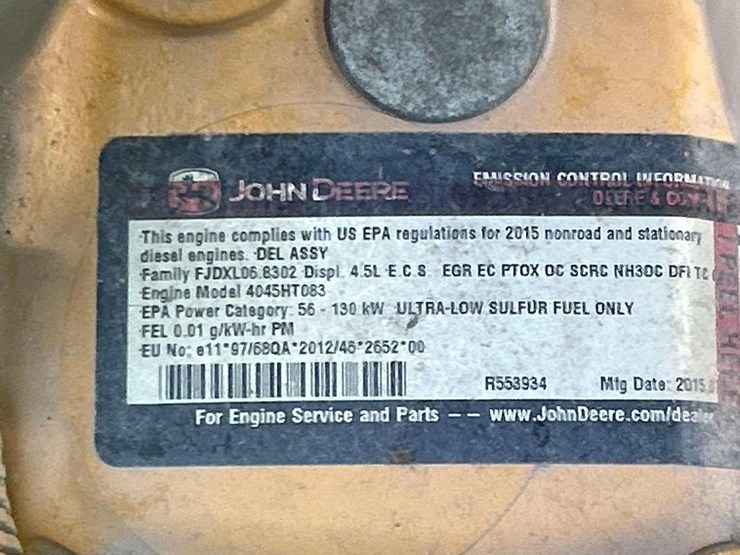 JOHN DEERE
EMISSION CONTROL INFORMATION
DEERE &
This engine complies with US EPA regulations for 2015 nonroad and stationary
diesel engines. DEL ASSY
Family FJDXL06.8302 Displ. 4.5L E.C.S. EGR EC PTOX OC SCRC NH3OC DFI TC
Engine Model 4045HT083
EPA Power Category: 56 - 130 kW ULTRA-LOW SULFUR FUEL ONLY
FEL 0.01 g/kW-hr PM
EU No: e11*97/68QA*2012/46*2652*00
R553934 Mfg Date: 2015
For Engine Service and Parts -- www.JohnDeere.com/dealer